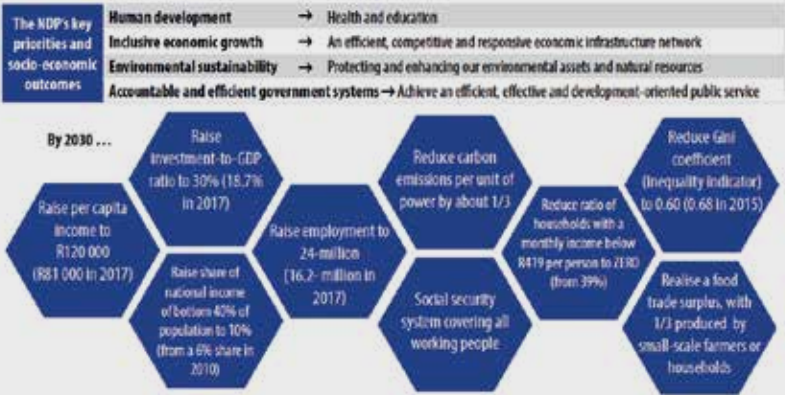 The NDP's key
priorities and
socio-economic
outcomes
Human development → Health and education
Inclusive economic growth → An efficient, competitive and responsive economic infrastructure network
Environmental sustainability → Protecting and enhancing our environmental assets and natural resources
Accountable and efficient government systems → Achieve an efficient, effective and development-oriented public service
By 2030 ...
Raise per capita
income to
R120 000
(R81 000 in 2017)
Raise
investment-to-GDP
ratio to 30% (18.7%
in 2017)
Raise share of
national income
of bottom 40% of
population to 10%
(from a 6% share in
2010)
Raise employment to
24-million
(16.2- million in
2017)
Reduce carbon
emissions per unit of
power by about 1/3
Social security
system covering all
working people
Reduce ratio of
households with a
monthly income below
R419 per person to ZERO
(from 39%)
Reduce Gini
coefficient
(inequality indicator)
to 0.60 (0.68 in 2015)
Realise a food
trade surplus, with
1/3 produced by
small-scale farmers or
households